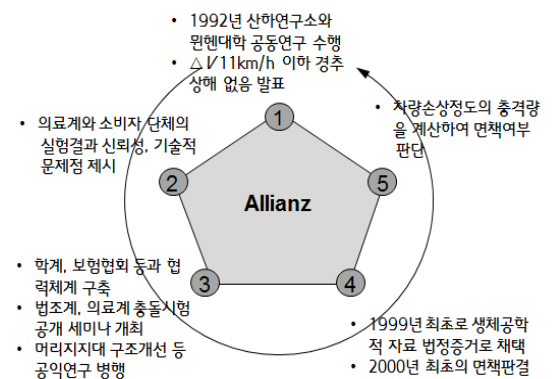 • 1992년 산하연구소와
뮌헨대학 공동연구 수행
• △V11km/h 이하 경추
상해 없음 발표
1
• 의료계와 소비자 단체의
실험결과 신뢰성, 기술적
문제점 제시
2
• 학계, 보험협회 등과 협
력체계 구축
• 법조계, 의료계 충돌시험
공개 세미나 개최
• 머리지지대 구조개선 등
공익연구 병행
3
• 1999년 최초로 생체공학
적 자료 법정증거로 채택
• 2000년 최초의 면책판결
4
• 차량손상정도의 충격량
을 계산하여 면책여부
판단
5
Allianz